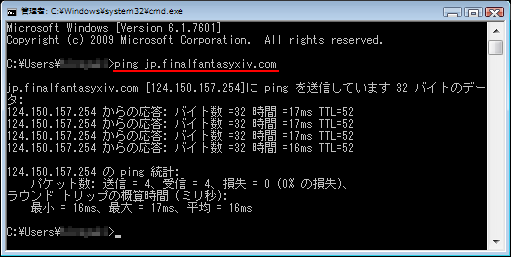 管理者: C:¥Windows¥system32¥cmd.exe
Microsoft Windows [Version 6.1.7601]
Copyright (c) 2009 Microsoft Corporation.  All rights reserved.
C:¥Users¥>ping jp.finalfantasyxiv.com
jp.finalfantasyxiv.com [124.150.157.254]に ping を送信しています 32 バイトのデー
タ:
124.150.157.254 からの応答: バイト数 =32 時間 =17ms TTL=52
124.150.157.254 からの応答: バイト数 =32 時間 =17ms TTL=52
124.150.157.254 からの応答: バイト数 =32 時間 =17ms TTL=52
124.150.157.254 からの応答: バイト数 =32 時間 =16ms TTL=52
124.150.157.254 の ping 統計:
パケット数: 送信 = 4、受信 = 4、損失 = 0 (0% の損失)、
ラウンド トリップの概算時間 (ミリ秒):
最小 = 16ms、最大 = 17ms、平均 = 16ms
C:¥Users¥>